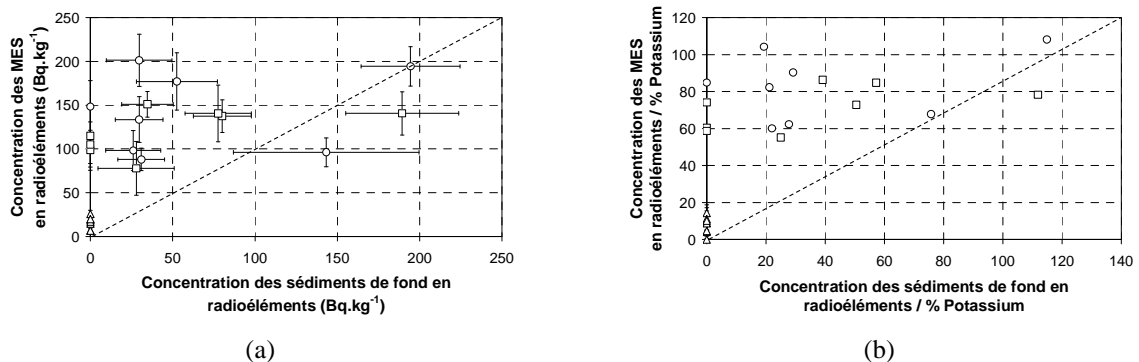 250
200
150
100
50
0
Concentration des MES
en radioéléments (Bq.kg⁻¹)
0 50 100 150 200 250
Concentration des sédiments de fond en
radioéléments (Bq.kg⁻¹)
(a)
120
100
80
60
40
20
0
Concentration des MES
en radioéléments / % Potassium
0 20 40 60 80 100 120 140
Concentration des sédiments de fond en
radioéléments / % Potassium
(b)